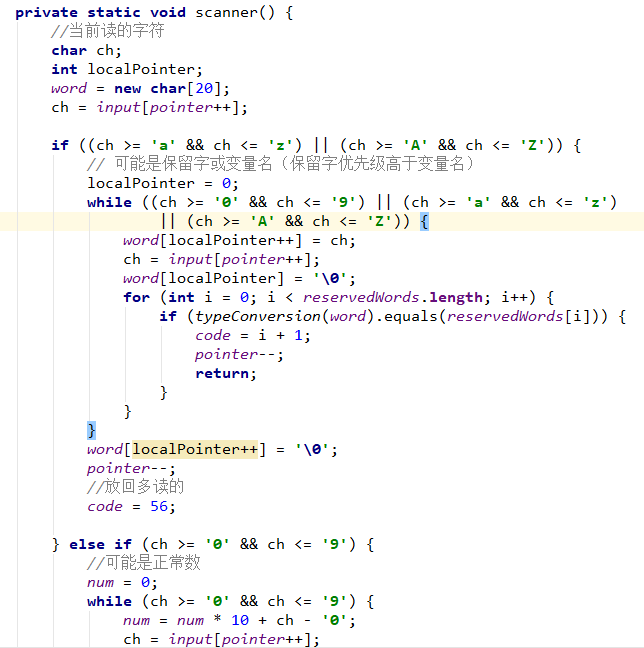 private static void scanner() {
//当前读的字符
char ch;
int localPointer;
word = new char[20];
ch = input[pointer++];
if ((ch >= 'a' && ch <= 'z') || (ch >= 'A' && ch <= 'Z')) {
// 可能是保留字或变量名（保留字优先级高于变量名）
localPointer = 0;
while ((ch >= '0' && ch <= '9') || (ch >= 'a' && ch <= 'z')
|| (ch >= 'A' && ch <= 'Z')) {
word[localPointer++] = ch;
ch = input[pointer++];
word[localPointer] = '\0';
for (int i = 0; i < reservedWords.length; i++) {
if (typeConversion(word).equals(reservedWords[i])) {
code = i + 1;
pointer--;
return;
}
}
}
word[localPointer++] = '\0';
pointer--;
//放回多读的
code = 56;
} else if (ch >= '0' && ch <= '9') {
//可能是正常数
num = 0;
while (ch >= '0' && ch <= '9') {
num = num * 10 + ch - '0';
ch = input[pointer++];